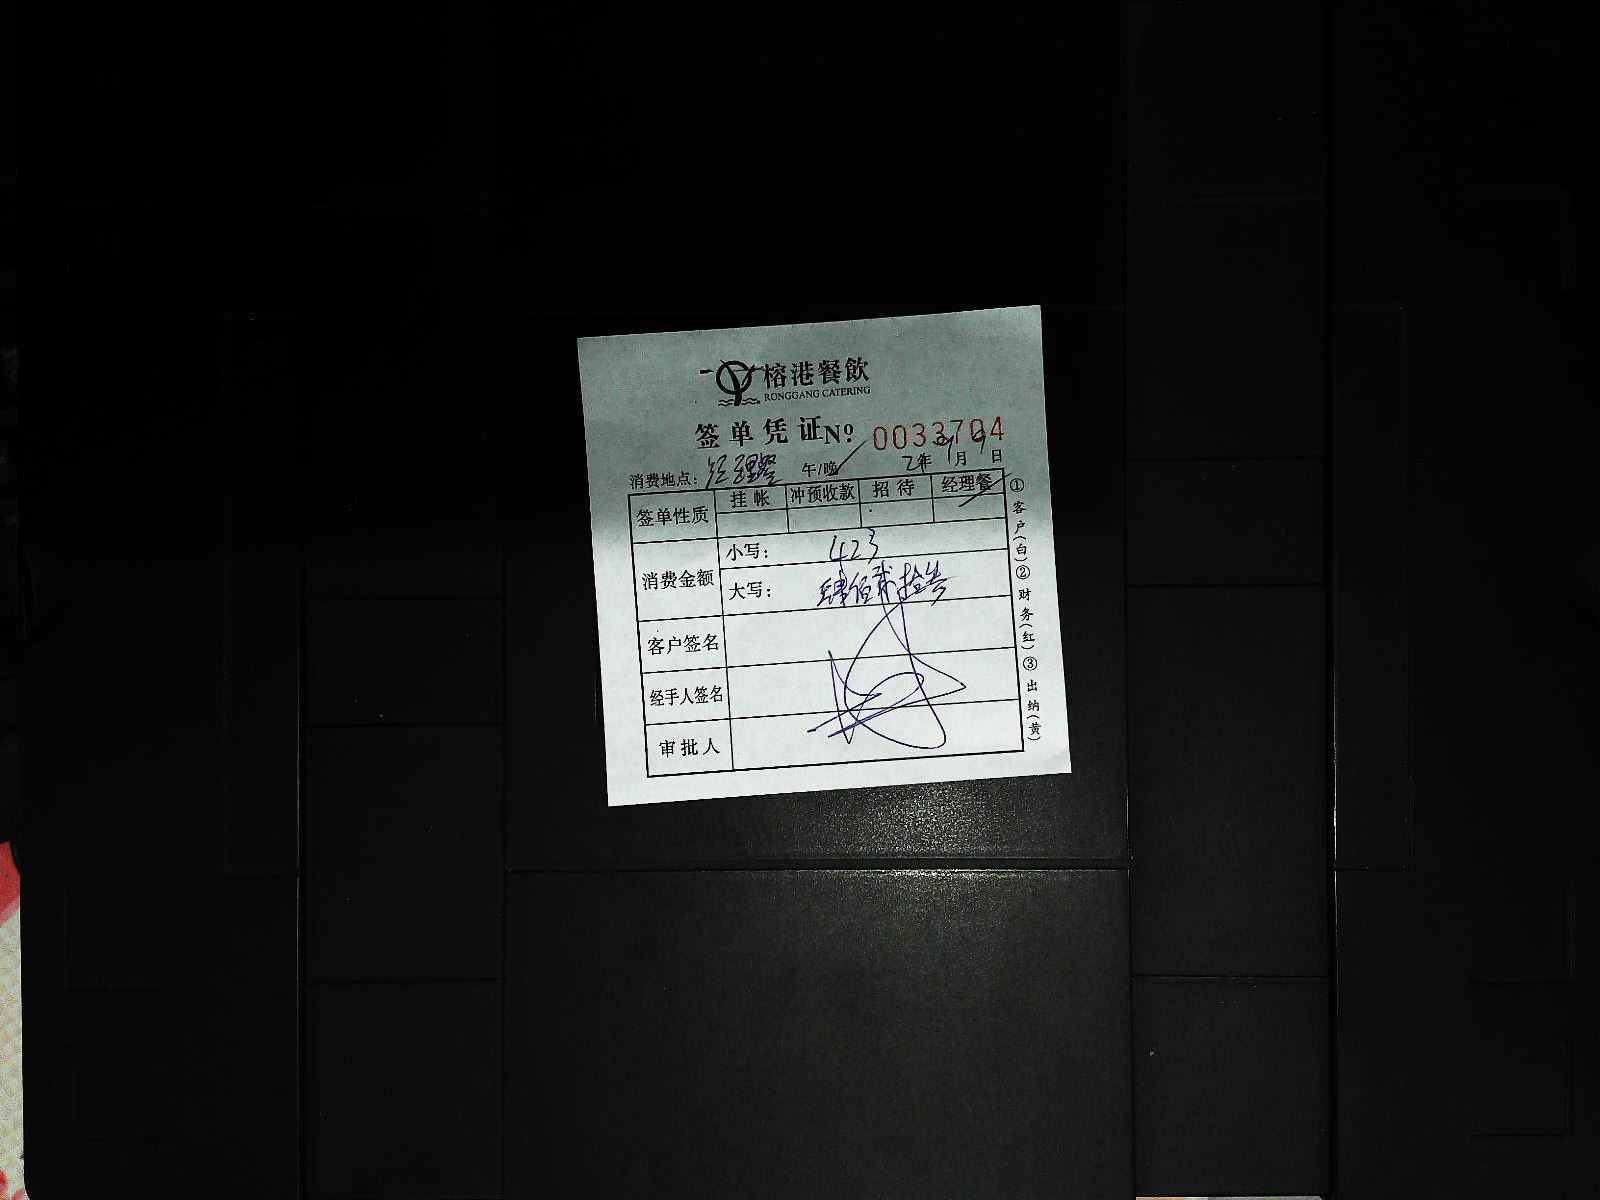 榕港餐飲
RONGGANG CATERING
签单凭证 No 0033704
消费地点: 经理餐 午/晚 2年9月9日
签单性质 挂帐 冲预收款 招待 经理餐
消费金额 小写: 423
大写: 肆佰贰拾叁
客户签名
经手人签名
审批人
①客户(白)②财务(红)③出纳(黄)